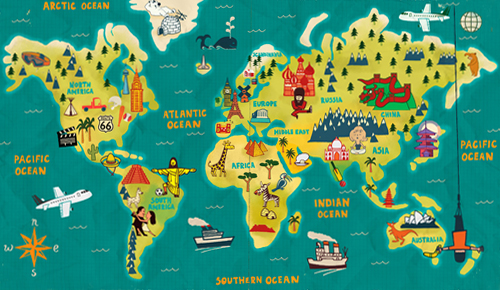 ARCTIC OCEAN
SCANDINAVIA
NORTH
AMERICA
ATLANTIC
OCEAN
EUROPE
RUSSIA
CHINA
ROUTE
66
MIDDLE EAST
ASIA
PACIFIC
OCEAN
PACIFIC
OCEAN
AFRICA
SOUTH
AMERICA
INDIAN
OCEAN
AUSTRALIA
n
w e
s
SOUTHERN OCEAN